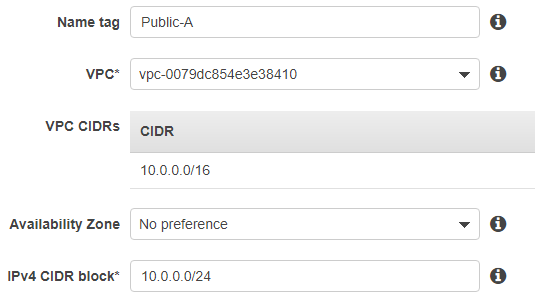 Name tag Public-A
VPC* vpc-0079dc854e3e38410
VPC CIDRs CIDR
10.0.0.0/16
Availability Zone No preference
IPv4 CIDR block* 10.0.0.0/24